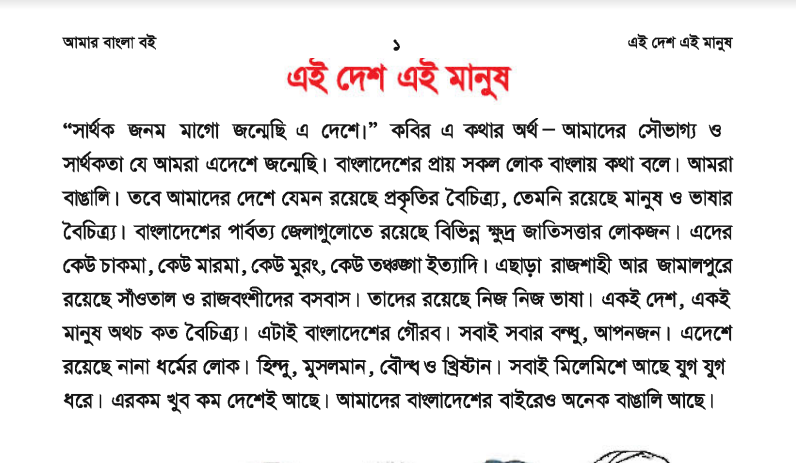 আমার বাংলা বই ১ এই দেশ এই মানুষ
এই দেশ এই মানুষ
“সার্থক জনম মাগো জন্মেছি এ দেশে।” কবির এ কথার অর্থ – আমাদের সৌভাগ্য ও
সার্থকতা যে আমরা এদেশে জন্মেছি। বাংলাদেশের প্রায় সকল লোক বাংলায় কথা বলে। আমরা
বাঙালি। তবে আমাদের দেশে যেমন রয়েছে প্রকৃতির বৈচিত্র্য, তেমনি রয়েছে মানুষ ও ভাষার
বৈচিত্র্য। বাংলাদেশের পার্বত্য জেলাগুলোতে রয়েছে বিভিন্ন ক্ষুদ্র জাতিসত্তার লোকজন। এদের
কেউ চাকমা, কেউ মারমা, কেউ মুরং, কেউ তঞ্চঙ্গা ইত্যাদি। এছাড়া রাজশাহী আর জামালপুরে
রয়েছে সাঁওতাল ও রাজবংশীদের বসবাস। তাদের রয়েছে নিজ নিজ ভাষা। একই দেশ, একই
মানুষ অথচ কত বৈচিত্র্য। এটাই বাংলাদেশের গৌরব। সবাই সবার বন্ধু, আপনজন। এদেশে
রয়েছে নানা ধর্মের লোক। হিন্দু, মুসলমান, বৌদ্ধ ও খ্রিষ্টান। সবাই মিলেমিশে আছে যুগ যুগ
ধরে। এরকম খুব কম দেশেই আছে। আমাদের বাংলাদেশের বাইরেও অনেক বাঙালি আছে।